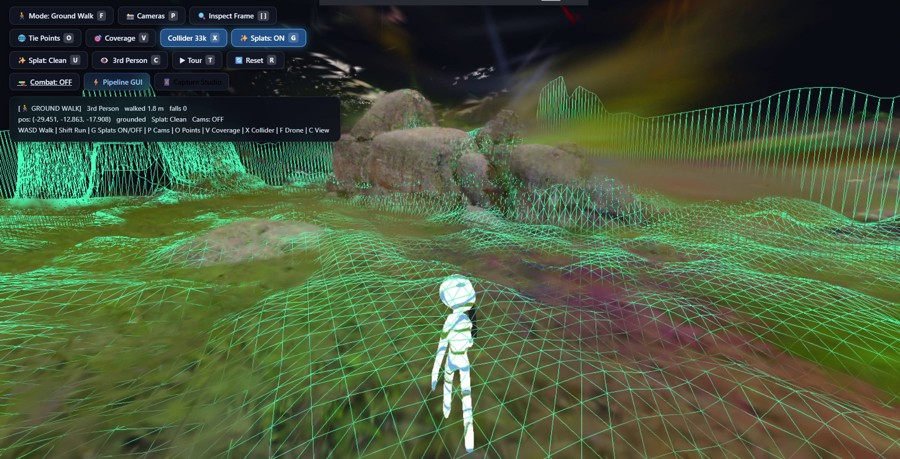 Mode: Ground Walk F Cameras P Inspect Frame [ ]
Tie Points O Coverage V Collider 33k X Splats: ON G
Splat: Clean U 3rd Person C Tour T Reset R
Combat: OFF Pipeline GUI Capture Studio
[ GROUND WALK] 3rd Person walked 1.8 m falls 0
pos: (-29.451, -12.863, -17.908) grounded Splat: Clean Cams: OFF
WASD Walk | Shift Run | G Splats ON/OFF | P Cams | O Points | V Coverage | X Collider | F Drone | C View